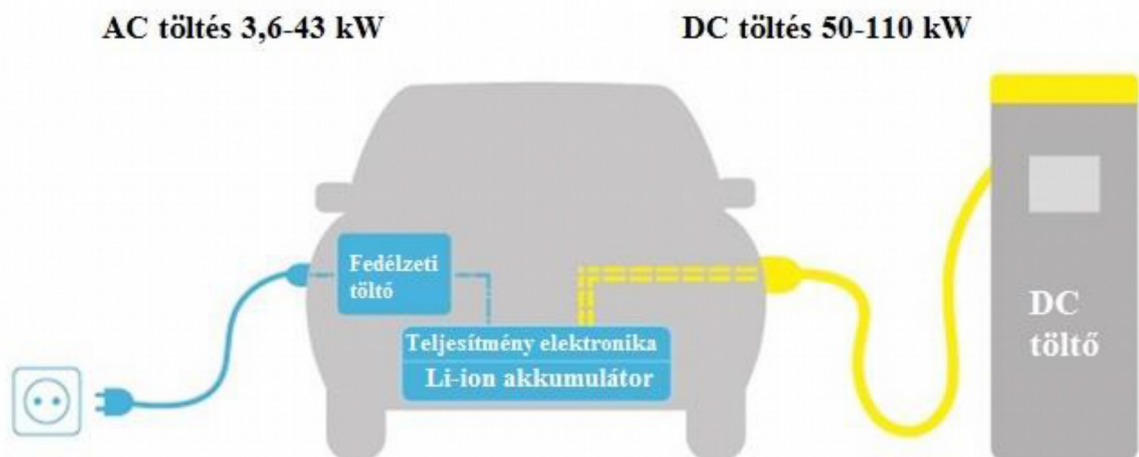 AC töltés 3,6-43 kW
DC töltés 50-110 kW
Fedélzeti
töltő
Teljesítmény elektronika
Li-ion akkumulátor
DC
töltő